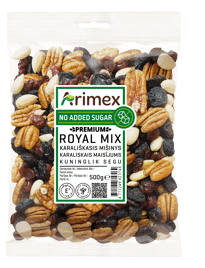 Arimex
NO ADDED SUGAR
PREMIUM
ROYAL MIX
KARALIŠKASIS MIŠINYS
KARALISKAIS MAISĪJUMS
KUNINGLIK SEGU
500g